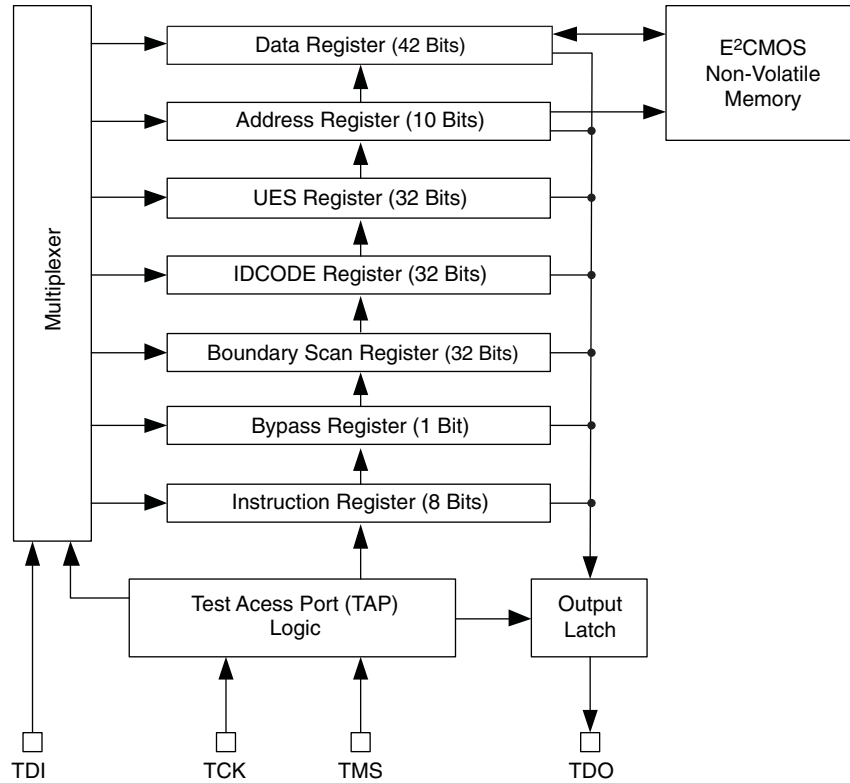 Multiplexer
Data Register (42 Bits)
E²CMOS
Non-Volatile
Memory
Address Register (10 Bits)
UES Register (32 Bits)
IDCODE Register (32 Bits)
Boundary Scan Register (32 Bits)
Bypass Register (1 Bit)
Instruction Register (8 Bits)
Test Acess Port (TAP)
Logic
Output
Latch
TDI
TCK
TMS
TDO